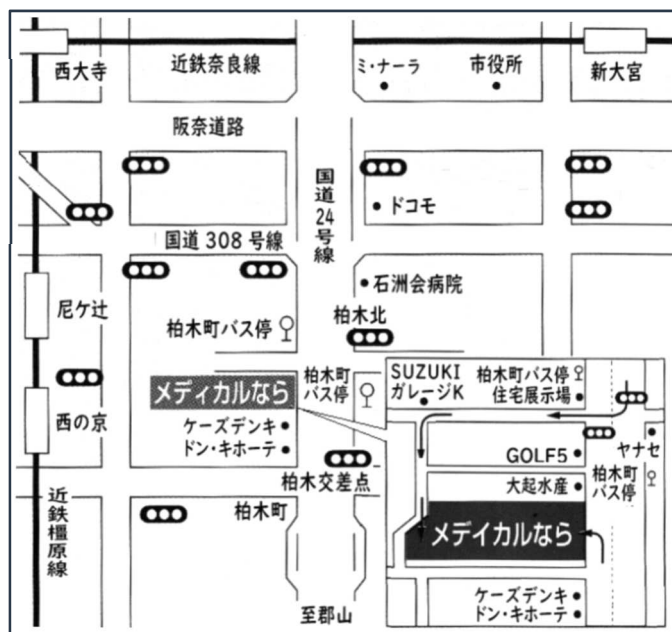 西大寺
近鉄奈良線
ミ・ナーラ
市役所
新大宮
阪奈道路
国道24号線
ドコモ
国道308号線
石洲会病院
尼ケ辻
柏木町バス停
柏木北
メディカルなら
柏木町
バス停
SUZUKI
ガレージK
柏木町バス停
住宅展示場
西の京
ケーズデンキ
ドン・キホーテ
GOLF5
ヤナセ
柏木町
バス停
柏木交差点
大起水産
近鉄橿原線
柏木町
メデイカルなら
至郡山
ケーズデンキ
ドン・キホーテ